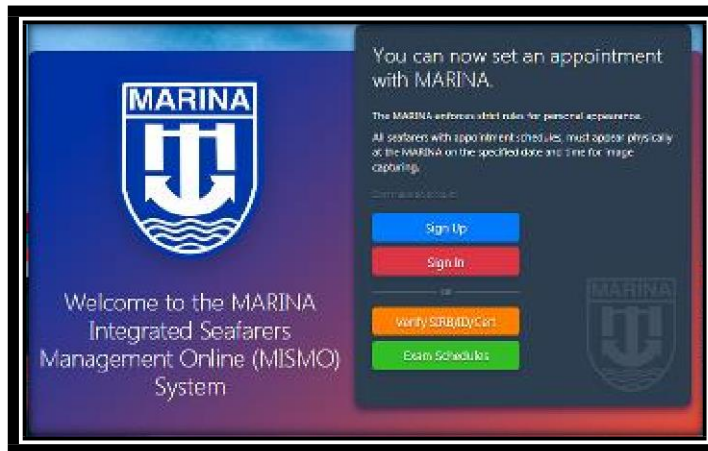 MARINA
Welcome to the MARINA
Integrated Seafarers
Management Online (MISMO)
System
You can now set an appointment
with MARINA.
The MARINA enforces strict rules for personal appearance.
All seafarers with appointment schedules, must appear physically
at the MARINA on the specified date and time for image
capturing.
Sign Up
Sign In
OR
Verify SIRB/ID/Cert
Exam Schedules
MARINA